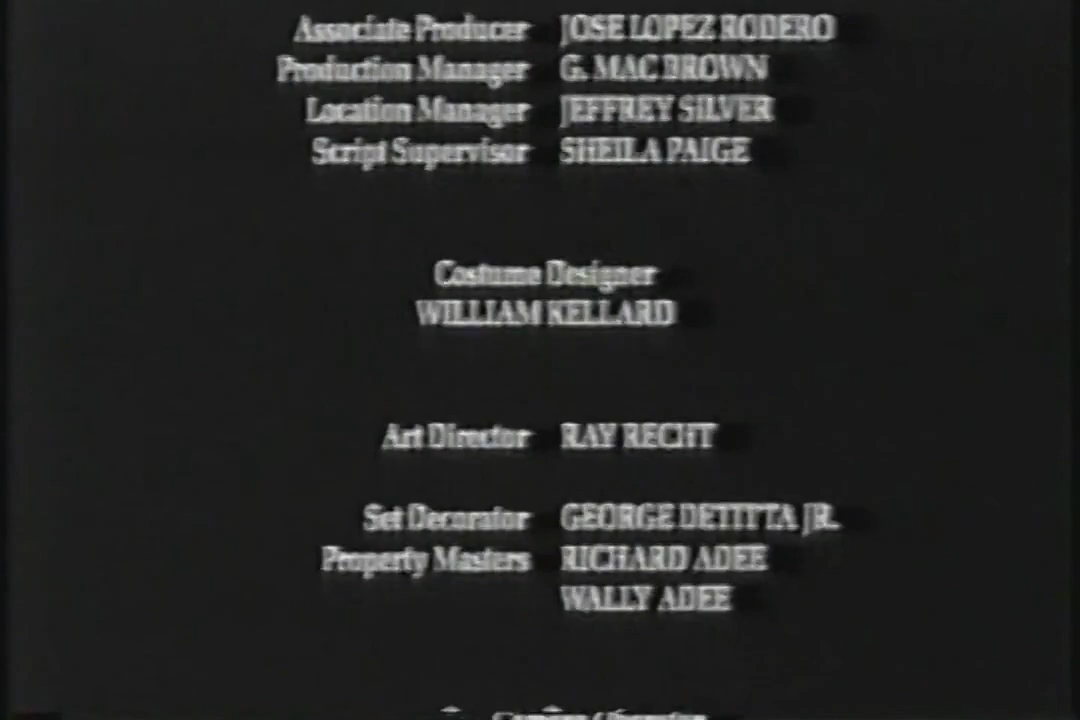 Associate Producer JOSE LOPEZ RODERO
Production Manager G. MAC BROWN
Location Manager JEFFREY SILVER
Script Supervisor SHEILA PAIGE
Costume Designer
WILLIAM KELLARD
Art Director RAY RECHT
Set Decorator GEORGE DETITTA JR.
Property Masters RICHARD ADEE
WALLY ADEE